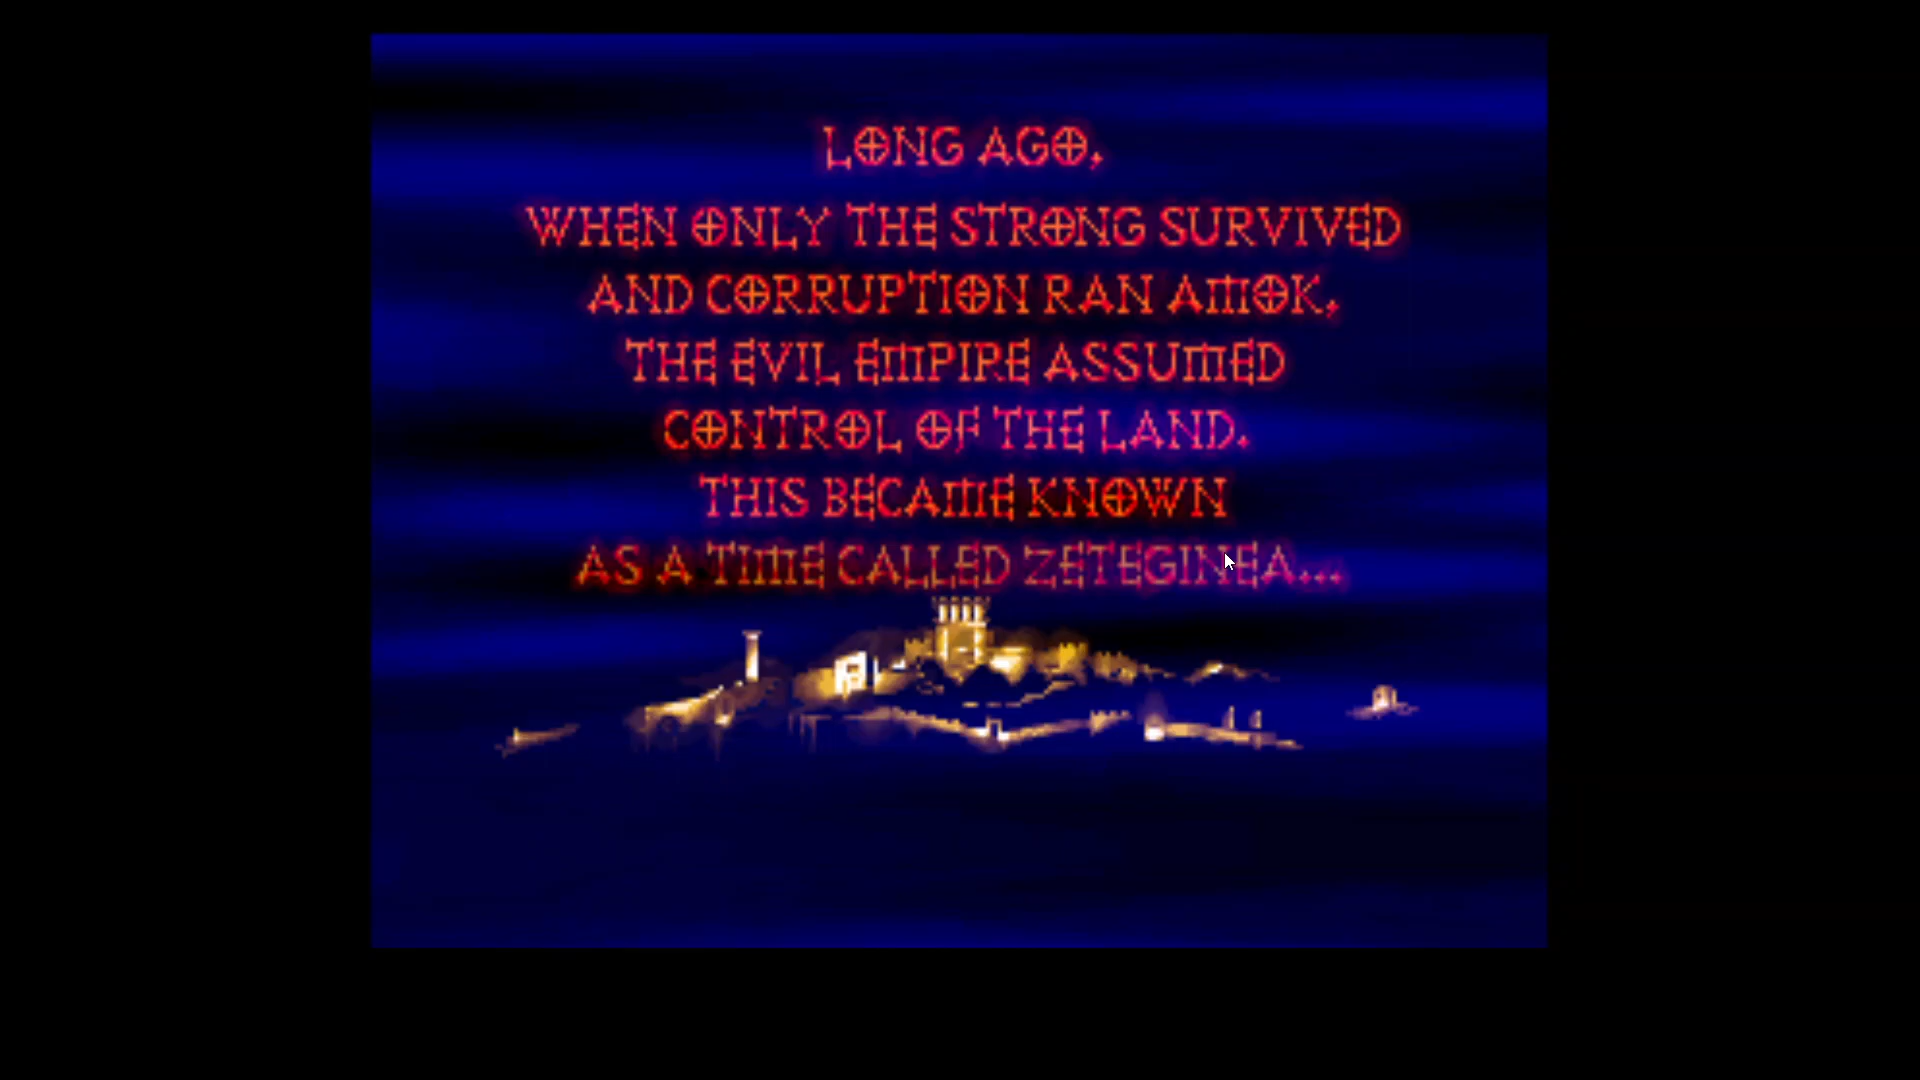 LONG AGO,
WHEN ONLY THE STRONG SURVIVED
AND CORRUPTION RAN AMOK,
THE EVIL EMPIRE ASSUMED
CONTROL OF THE LAND.
THIS BECAME KNOWN
AS A TIME CALLED ZETEGINEA...